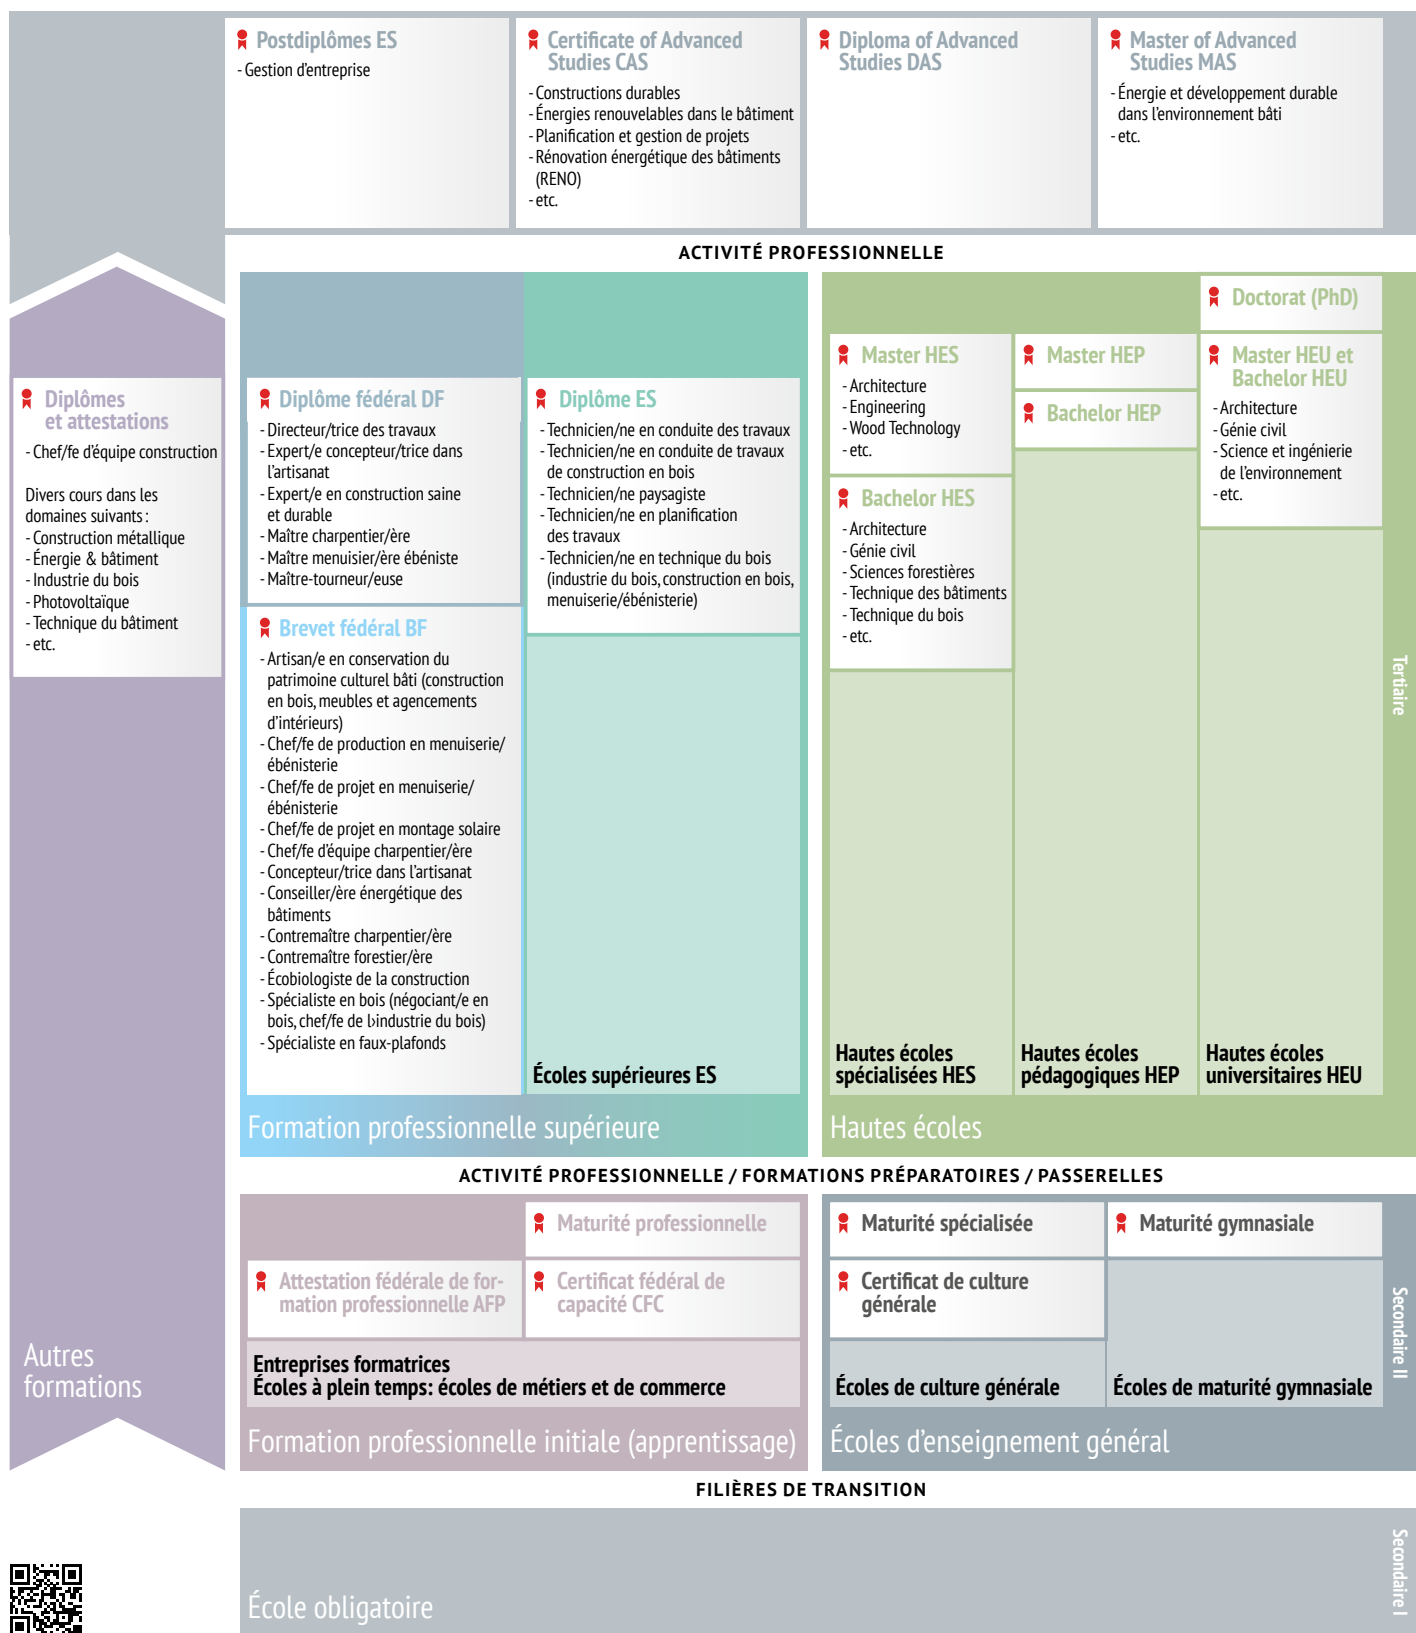 Postdiplômes ES
- Gestion d'entreprise
Certificate of Advanced
Studies CAS
- Constructions durables
- Énergies renouvelables dans le bâtiment
- Planification et gestion de projets
- Rénovation énergétique des bâtiments
(RENO)
- etc.
Diploma of Advanced
Studies DAS
Master of Advanced
Studies MAS
- Énergie et développement durable
dans l'environnement bâti
- etc.
ACTIVITÉ PROFESSIONNELLE
Diplômes
et attestations
- Chef/fe d'équipe construction
Divers cours dans les
domaines suivants :
- Construction métallique
- Énergie & bâtiment
- Industrie du bois
- Photovoltaïque
- Technique du bâtiment
- etc.
Autres
formations
Diplôme fédéral DF
- Directeur/trice des travaux
- Expert/e concepteur/trice dans
l'artisanat
- Expert/e en construction saine
et durable
- Maître charpentier/ère
- Maître menuisier/ère ébéniste
- Maître-tourneur/euse
Brevet fédéral BF
- Artisan/e en conservation du
patrimoine culturel bâti (construction
en bois, meubles et agencements
d'intérieurs)
- Chef/fe de production en menuiserie/
ébénisterie
- Chef/fe de projet en menuiserie/
ébénisterie
- Chef/fe de projet en montage solaire
- Chef/fe d'équipe charpentier/ère
- Concepteur/trice dans l'artisanat
- Conseiller/ère énergétique des
bâtiments
- Contremaître charpentier/ère
- Contremaître forestier/ère
- Écobiologiste de la construction
- Spécialiste en bois (négociant/e en
bois, chef/fe de l›industrie du bois)
- Spécialiste en faux-plafonds
Diplôme ES
- Technicien/ne en conduite des travaux
- Technicien/ne en conduite de travaux
de construction en bois
- Technicien/ne paysagiste
- Technicien/ne en planification
des travaux
- Technicien/ne en technique du bois
(industrie du bois, construction en bois,
menuiserie/ébénisterie)
Écoles supérieures ES
Formation professionnelle supérieure
Master HES
- Architecture
- Engineering
- Wood Technology
- etc.
Bachelor HES
- Architecture
- Génie civil
- Sciences forestières
- Technique des bâtiments
- Technique du bois
- etc.
Hautes écoles
spécialisées HES
Master HEP
Bachelor HEP
Hautes écoles
pédagogiques HEP
Doctorat (PhD)
Master HEU et
Bachelor HEU
- Architecture
- Génie civil
- Science et ingénierie
de l'environnement
- etc.
Hautes écoles
universitaires HEU
Hautes écoles
Tertiaire
ACTIVITÉ PROFESSIONNELLE / FORMATIONS PRÉPARATOIRES / PASSERELLES
Maturité professionnelle
Attestation fédérale de for-
mation professionnelle AFP
Certificat fédéral de
capacité CFC
Entreprises formatrices
Écoles à plein temps: écoles de métiers et de commerce
Formation professionnelle initiale (apprentissage)
Maturité spécialisée
Certificat de culture
générale
Écoles de culture générale
Maturité gymnasiale
Écoles de maturité gymnasiale
Écoles d'enseignement général
Secondaire II
FILIÈRES DE TRANSITION
École obligatoire
Secondaire I